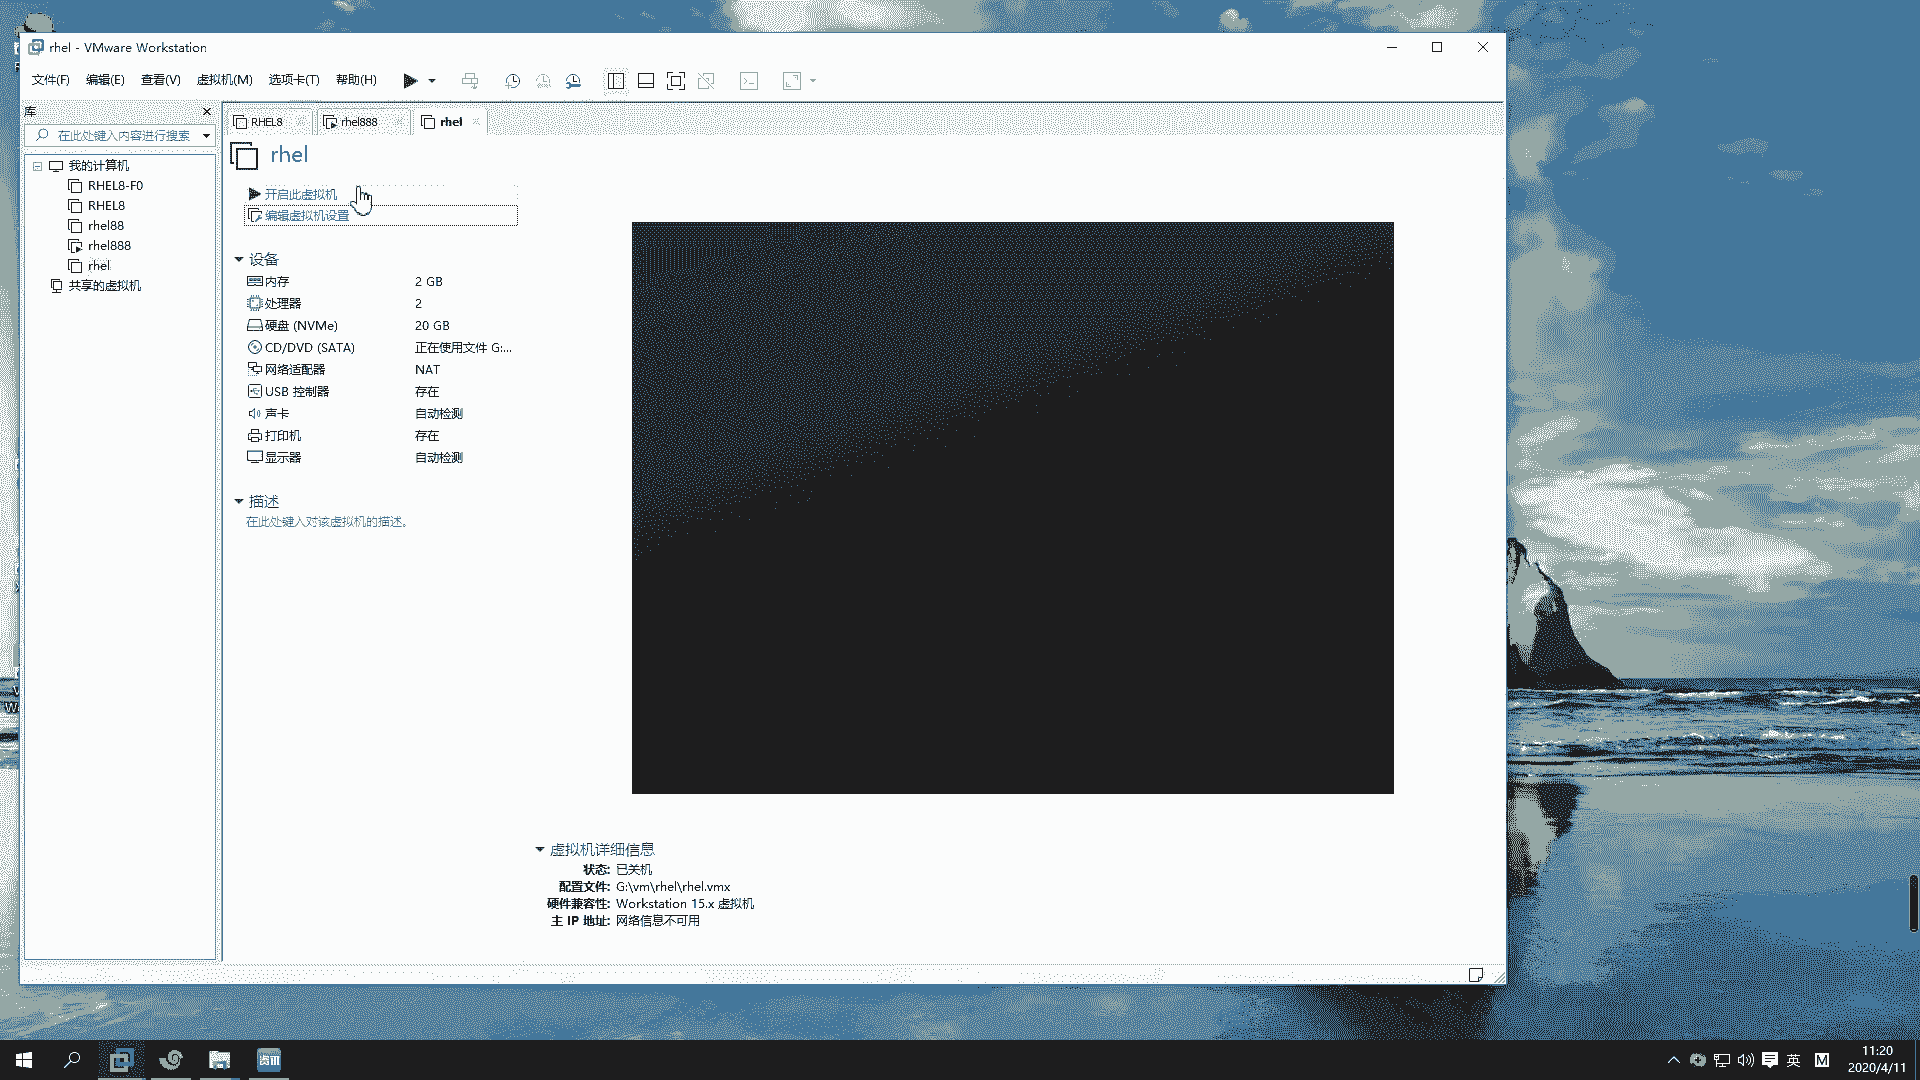 rhel - VMware Workstation
文件(F) 编辑(E) 查看(V) 虚拟机(M) 选项卡(T) 帮助(H)
库
在此处键入内容进行搜索
我的计算机
RHEL8-F0
RHEL8
rhel88
rhel888
rhel
共享的虚拟机
RHEL8 rhel888 rhel
rhel
开启此虚拟机
编辑虚拟机设置
设备
内存 2 GB
处理器 2
硬盘 (NVMe) 20 GB
CD/DVD (SATA) 正在使用文件 G:...
网络适配器 NAT
USB 控制器 存在
声卡 自动检测
打印机 存在
显示器 自动检测
描述
在此处键入对该虚拟机的描述。
虚拟机详细信息
状态: 已关机
配置文件: G:\vm\rhel\rhel.vmx
硬件兼容性: Workstation 15.x 虚拟机
主 IP 地址: 网络信息不可用
英 M
11:20
2020/4/11